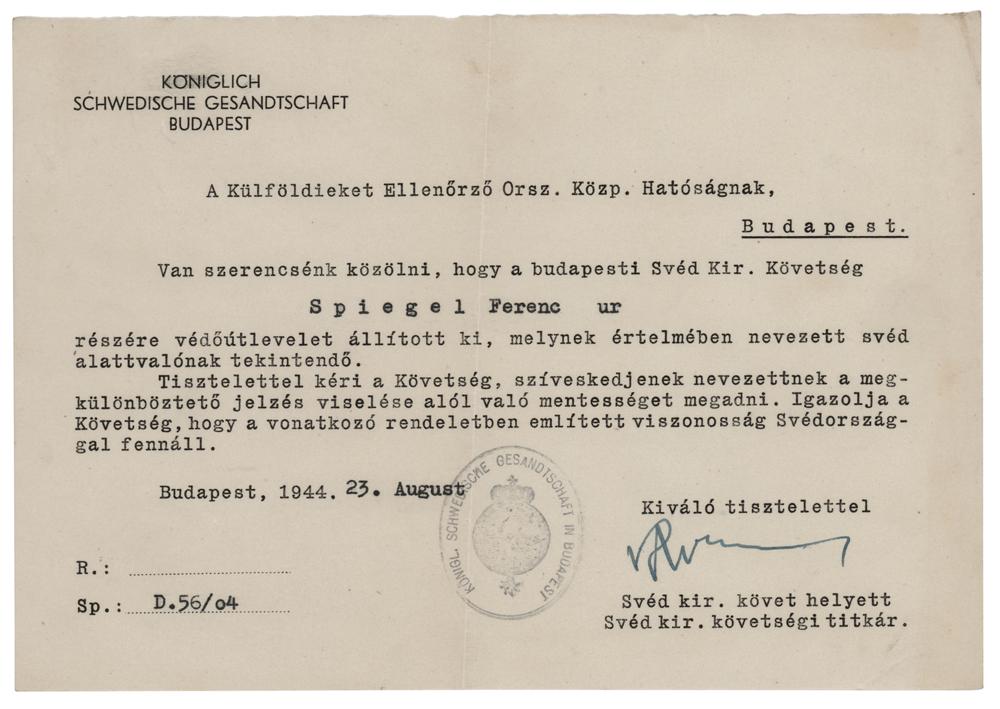 KÖNIGLICH
SCHWEDISCHE GESANDTSCHAFT
BUDAPEST
A Külföldieket Ellenőrző Orsz. Közp. Hatóságnak,
Budapest.
Van szerencsénk közölni, hogy a budapesti Svéd Kir. Követség
Spiegel Ferenc ur
részére védőútlevelet állított ki, melynek értelmében nevezett svéd
alattvalónak tekintendő.
Tisztelettel kéri a Követség, szíveskedjenek nevezettnek a meg-
különböztető jelzés viselése alól való mentességet megadni. Igazolja a
Követség, hogy a vonatkozó rendeletben említett viszonosság Svédország-
gal fennáll.
Budapest, 1944. 23. August
KÖNIGL. SCHWEDISCHE GESANDTSCHAFT IN BUDAPEST
Kiváló tisztelettel
R.:
Sp.: D.56/04
Svéd kir. követ helyett
Svéd kir. követségi titkár.